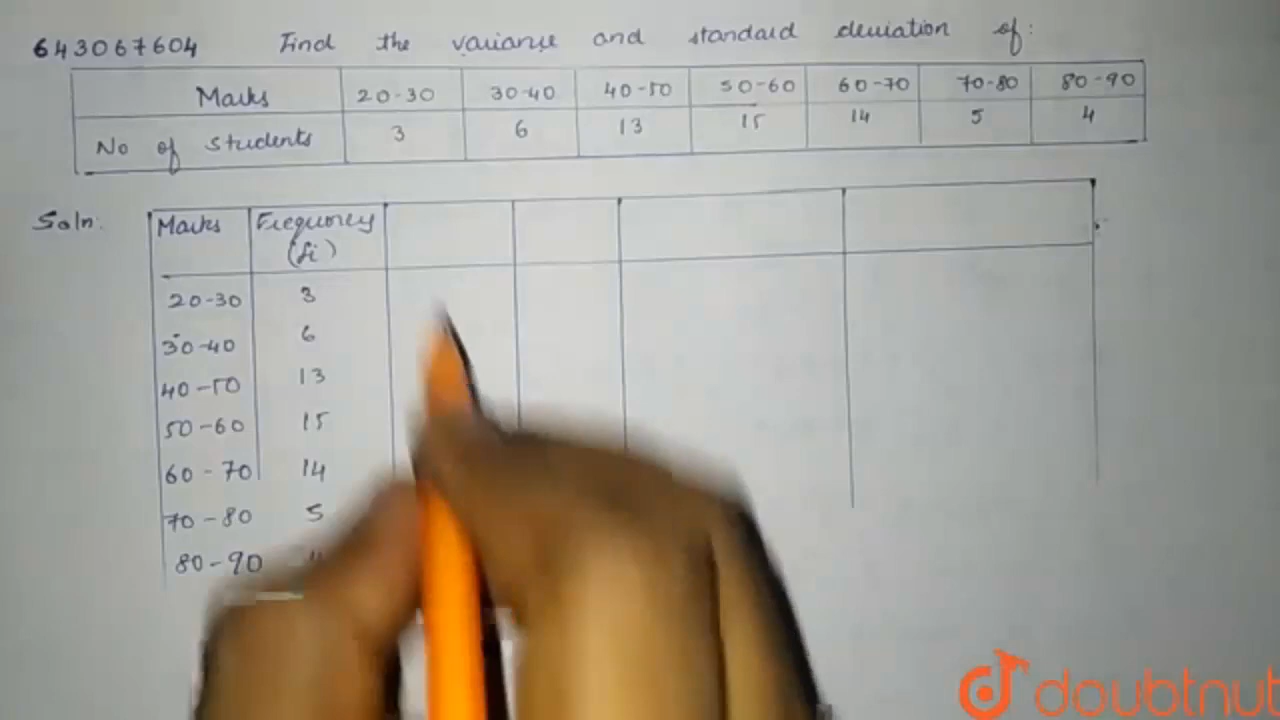 643067604 Find the variance and standard deviation of:
Marks 20-30 30-40 40-50 50-60 60-70 70-80 80-90
No of Students 3 6 13 15 14 5 4
Soln: Marks Frequency
(fi)
20-30 3
30-40 6
40-50 13
50-60 15
60-70 14
70-80 5
80-90
doubtnut